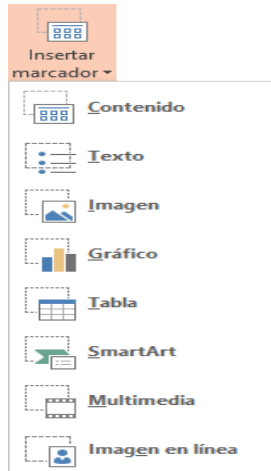 Insertar
marcador
Contenido
Texto
Imagen
Gráfico
Tabla
SmartArt
Multimedia
Imagen en línea